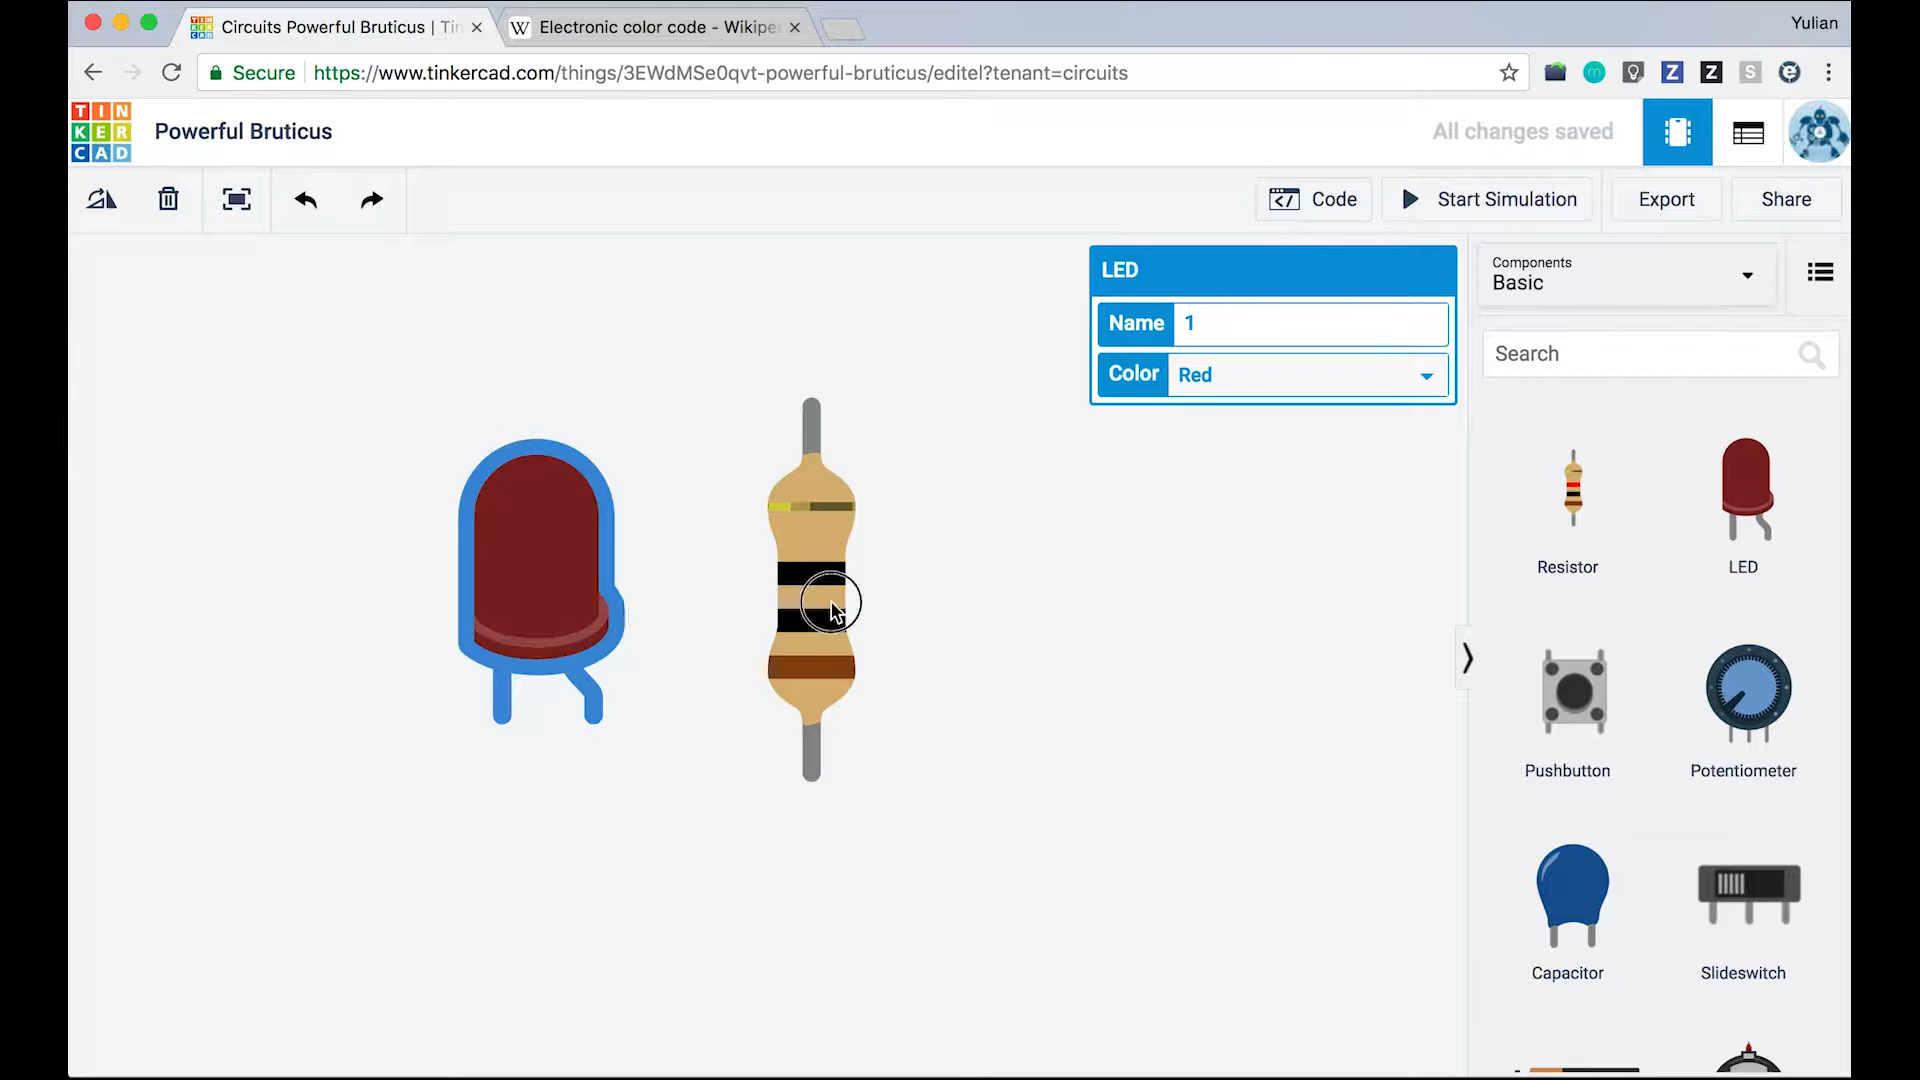 Circuits Powerful Bruticus | Tin
Electronic color code - Wikipe
Yulian
Secure
https://www.tinkercad.com/things/3EWdMSe0qvt-powerful-bruticus/editel?tenant=circuits
TIN
KER
CAD
Powerful Bruticus
All changes saved
Code
Start Simulation
Export
Share
LED
Name 1
Color Red
Components
Basic
Search
Resistor
LED
Pushbutton
Potentiometer
Capacitor
Slideswitch